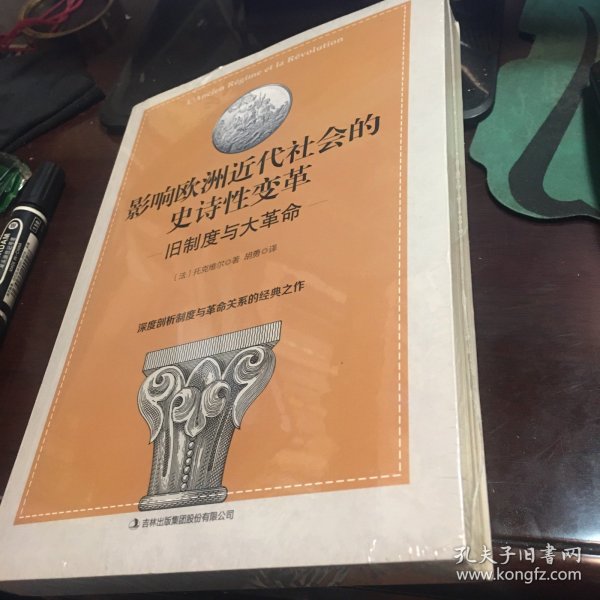 L'Ancien Régime et la Révolution
影响欧洲近代社会的
史诗性变革
旧制度与大革命
［法］托克维尔◎著 胡勇◎译
深度剖析制度与革命关系的经典之作
吉林出版集团股份有限公司
孔夫子旧书网
www.kongfz.com